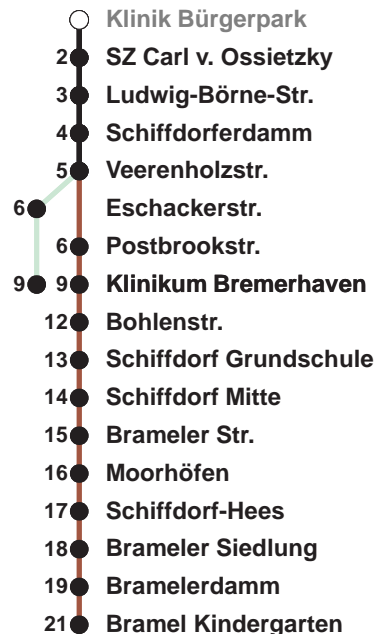 Klinik Bürgerpark
2 SZ Carl v. Ossietzky
3 Ludwig-Börne-Str.
4 Schiffdorferdamm
5 Veerenholzstr.
6 Eschackerstr.
6 Postbrookstr.
9 9 Klinikum Bremerhaven
12 Bohlenstr.
13 Schiffdorf Grundschule
14 Schiffdorf Mitte
15 Brameler Str.
16 Moorhöfen
17 Schiffdorf-Hees
18 Brameler Siedlung
19 Bramelerdamm
21 Bramel Kindergarten